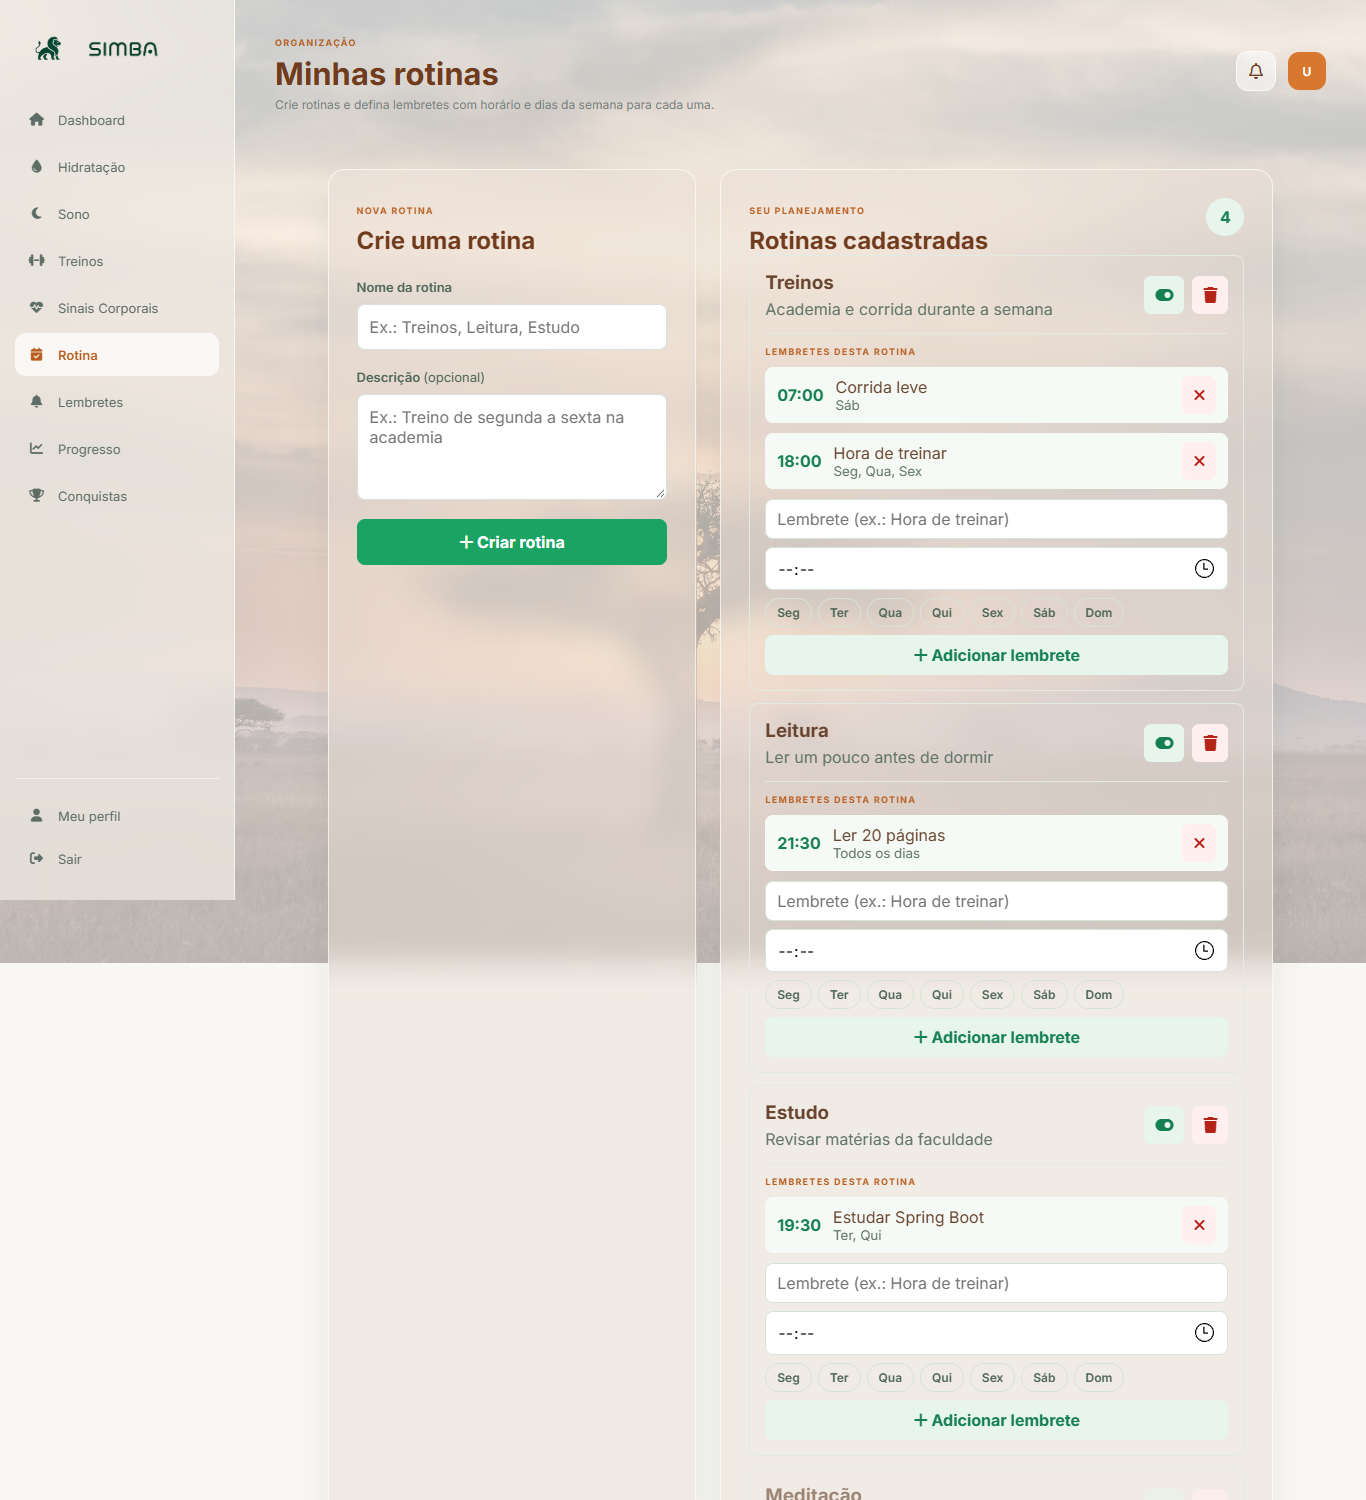 SIMBA
Dashboard
Hidratação
Sono
Treinos
Sinais Corporais
Rotina
Lembretes
Progresso
Conquistas
Meu perfil
Sair
ORGANIZAÇÃO
Minhas rotinas
Crie rotinas e defina lembretes com horário e dias da semana para cada uma.
U
NOVA ROTINA
Crie uma rotina
Nome da rotina
Ex.: Treinos, Leitura, Estudo
Descrição (opcional)
Ex.: Treino de segunda a sexta na
academia
Criar rotina
SEU PLANEJAMENTO
Rotinas cadastradas
4
Treinos
Academia e corrida durante a semana
LEMBRETES DESTA ROTINA
07:00 Corrida leve
Sáb
18:00 Hora de treinar
Seg, Qua, Sex
Lembrete (ex.: Hora de treinar)
--:--
Seg Ter Qua Qui Sex Sáb Dom
Adicionar lembrete
Leitura
Ler um pouco antes de dormir
LEMBRETES DESTA ROTINA
21:30 Ler 20 páginas
Todos os dias
Lembrete (ex.: Hora de treinar)
--:--
Seg Ter Qua Qui Sex Sáb Dom
Adicionar lembrete
Estudo
Revisar matérias da faculdade
LEMBRETES DESTA ROTINA
19:30 Estudar Spring Boot
Ter, Qui
Lembrete (ex.: Hora de treinar)
--:--
Seg Ter Qua Qui Sex Sáb Dom
Adicionar lembrete
Meditação